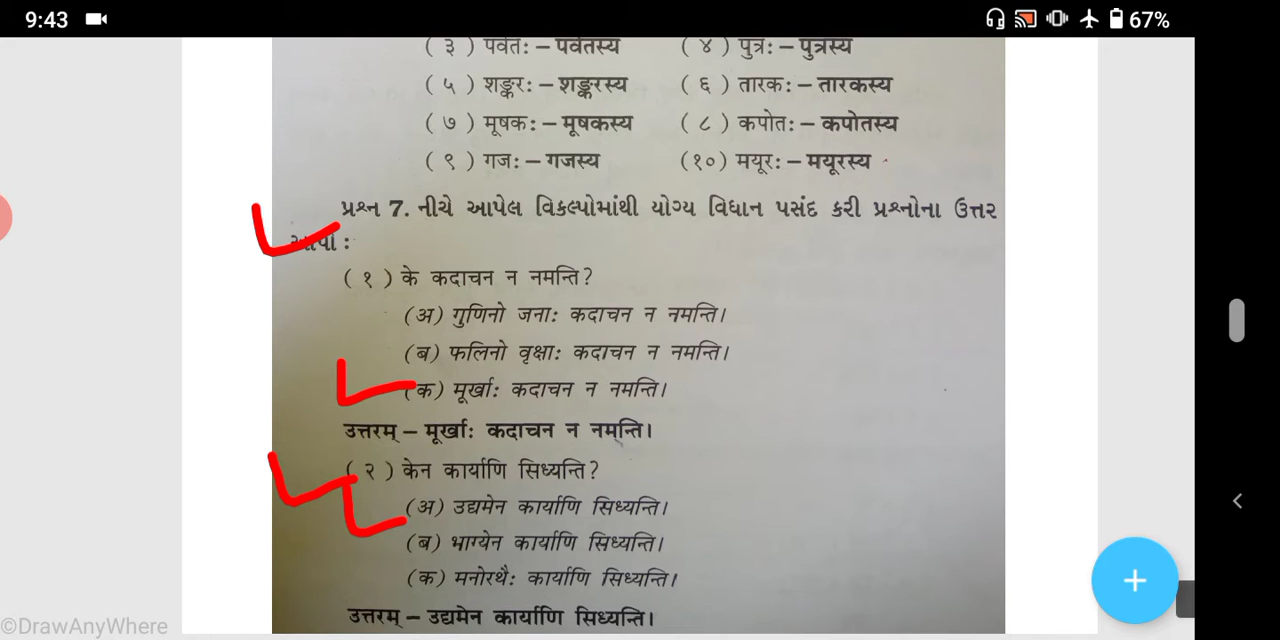 9:43 67%
( ३ ) पर्वतः – पर्वतस्य ( ४ ) पुत्रः – पुत्रस्य
( ५ ) शङ्करः – शङ्करस्य ( ६ ) तारकः – तारकस्य
( ७ ) मूषकः – मूषकस्य ( ८ ) कपोतः – कपोतस्य
( ९ ) गजः – गजस्य (१०) मयूरः – मयूरस्य
પ્રશ્ન 7. નીચે આપેલ વિકલ્પોમાંથી યોગ્ય વિધાન પસંદ કરી પ્રશ્નોના ઉત્તર
આપો :
( १ ) के कदाचन न नमन्ति?
(अ) गुणिनो जनाः कदाचन न नमन्ति।
(ब) फलिनो वृक्षाः कदाचन न नमन्ति।
(क) मूर्खाः कदाचन न नमन्ति।
उत्तरम् – मूर्खाः कदाचन न नमन्ति।
( २ ) केन कार्याणि सिध्यन्ति?
(अ) उद्यमेन कार्याणि सिध्यन्ति।
(ब) भाग्येन कार्याणि सिध्यन्ति।
(क) मनोरथैः कार्याणि सिध्यन्ति।
उत्तरम् – उद्यमेन कार्याणि सिध्यन्ति।
©DrawAnyWhere